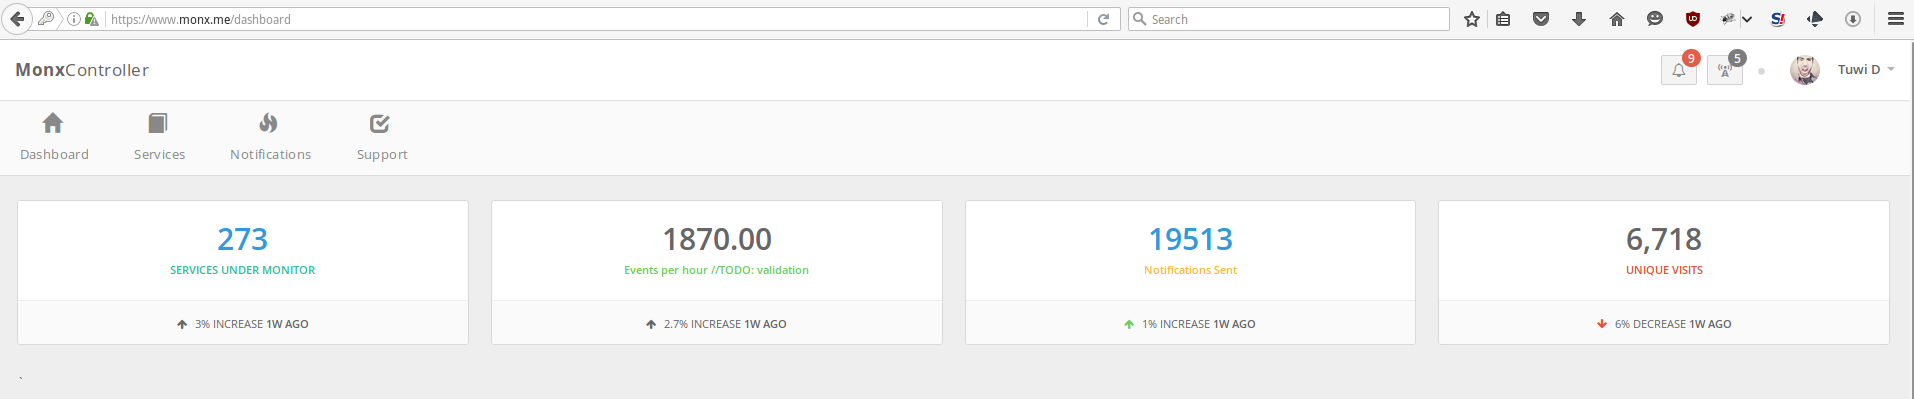 https://www.monx.me/dashboard
Search
MonxController
9
5
Tuwi D
Dashboard
Services
Notifications
Support
273
SERVICES UNDER MONITOR
3% INCREASE 1W AGO
1870.00
Events per hour //TODO: validation
2.7% INCREASE 1W AGO
19513
Notifications Sent
1% INCREASE 1W AGO
6,718
UNIQUE VISITS
6% DECREASE 1W AGO
`